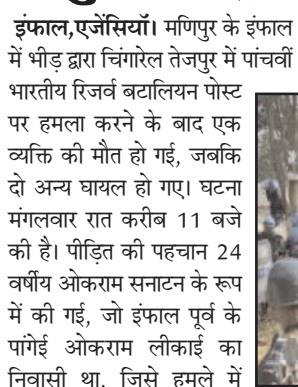 इंफाल,एजेंसियॉ। मणिपुर के इंफाल
में भीड़ द्वारा चिंगारेल तेजपुर में पांचवीं
भारतीय रिजर्व बटालियन पोस्ट
पर हमला करने के बाद एक
व्यक्ति की मौत हो गई, जबकि
दो अन्य घायल हो गए। घटना
मंगलवार रात करीब 11 बजे
की है। पीड़ित की पहचान 24
वर्षीय ओकराम सनाटन के रूप
में की गई, जो इंफाल पूर्व के
पांगेई ओकराम लीकाई का
निवासी था, जिसे हमले में